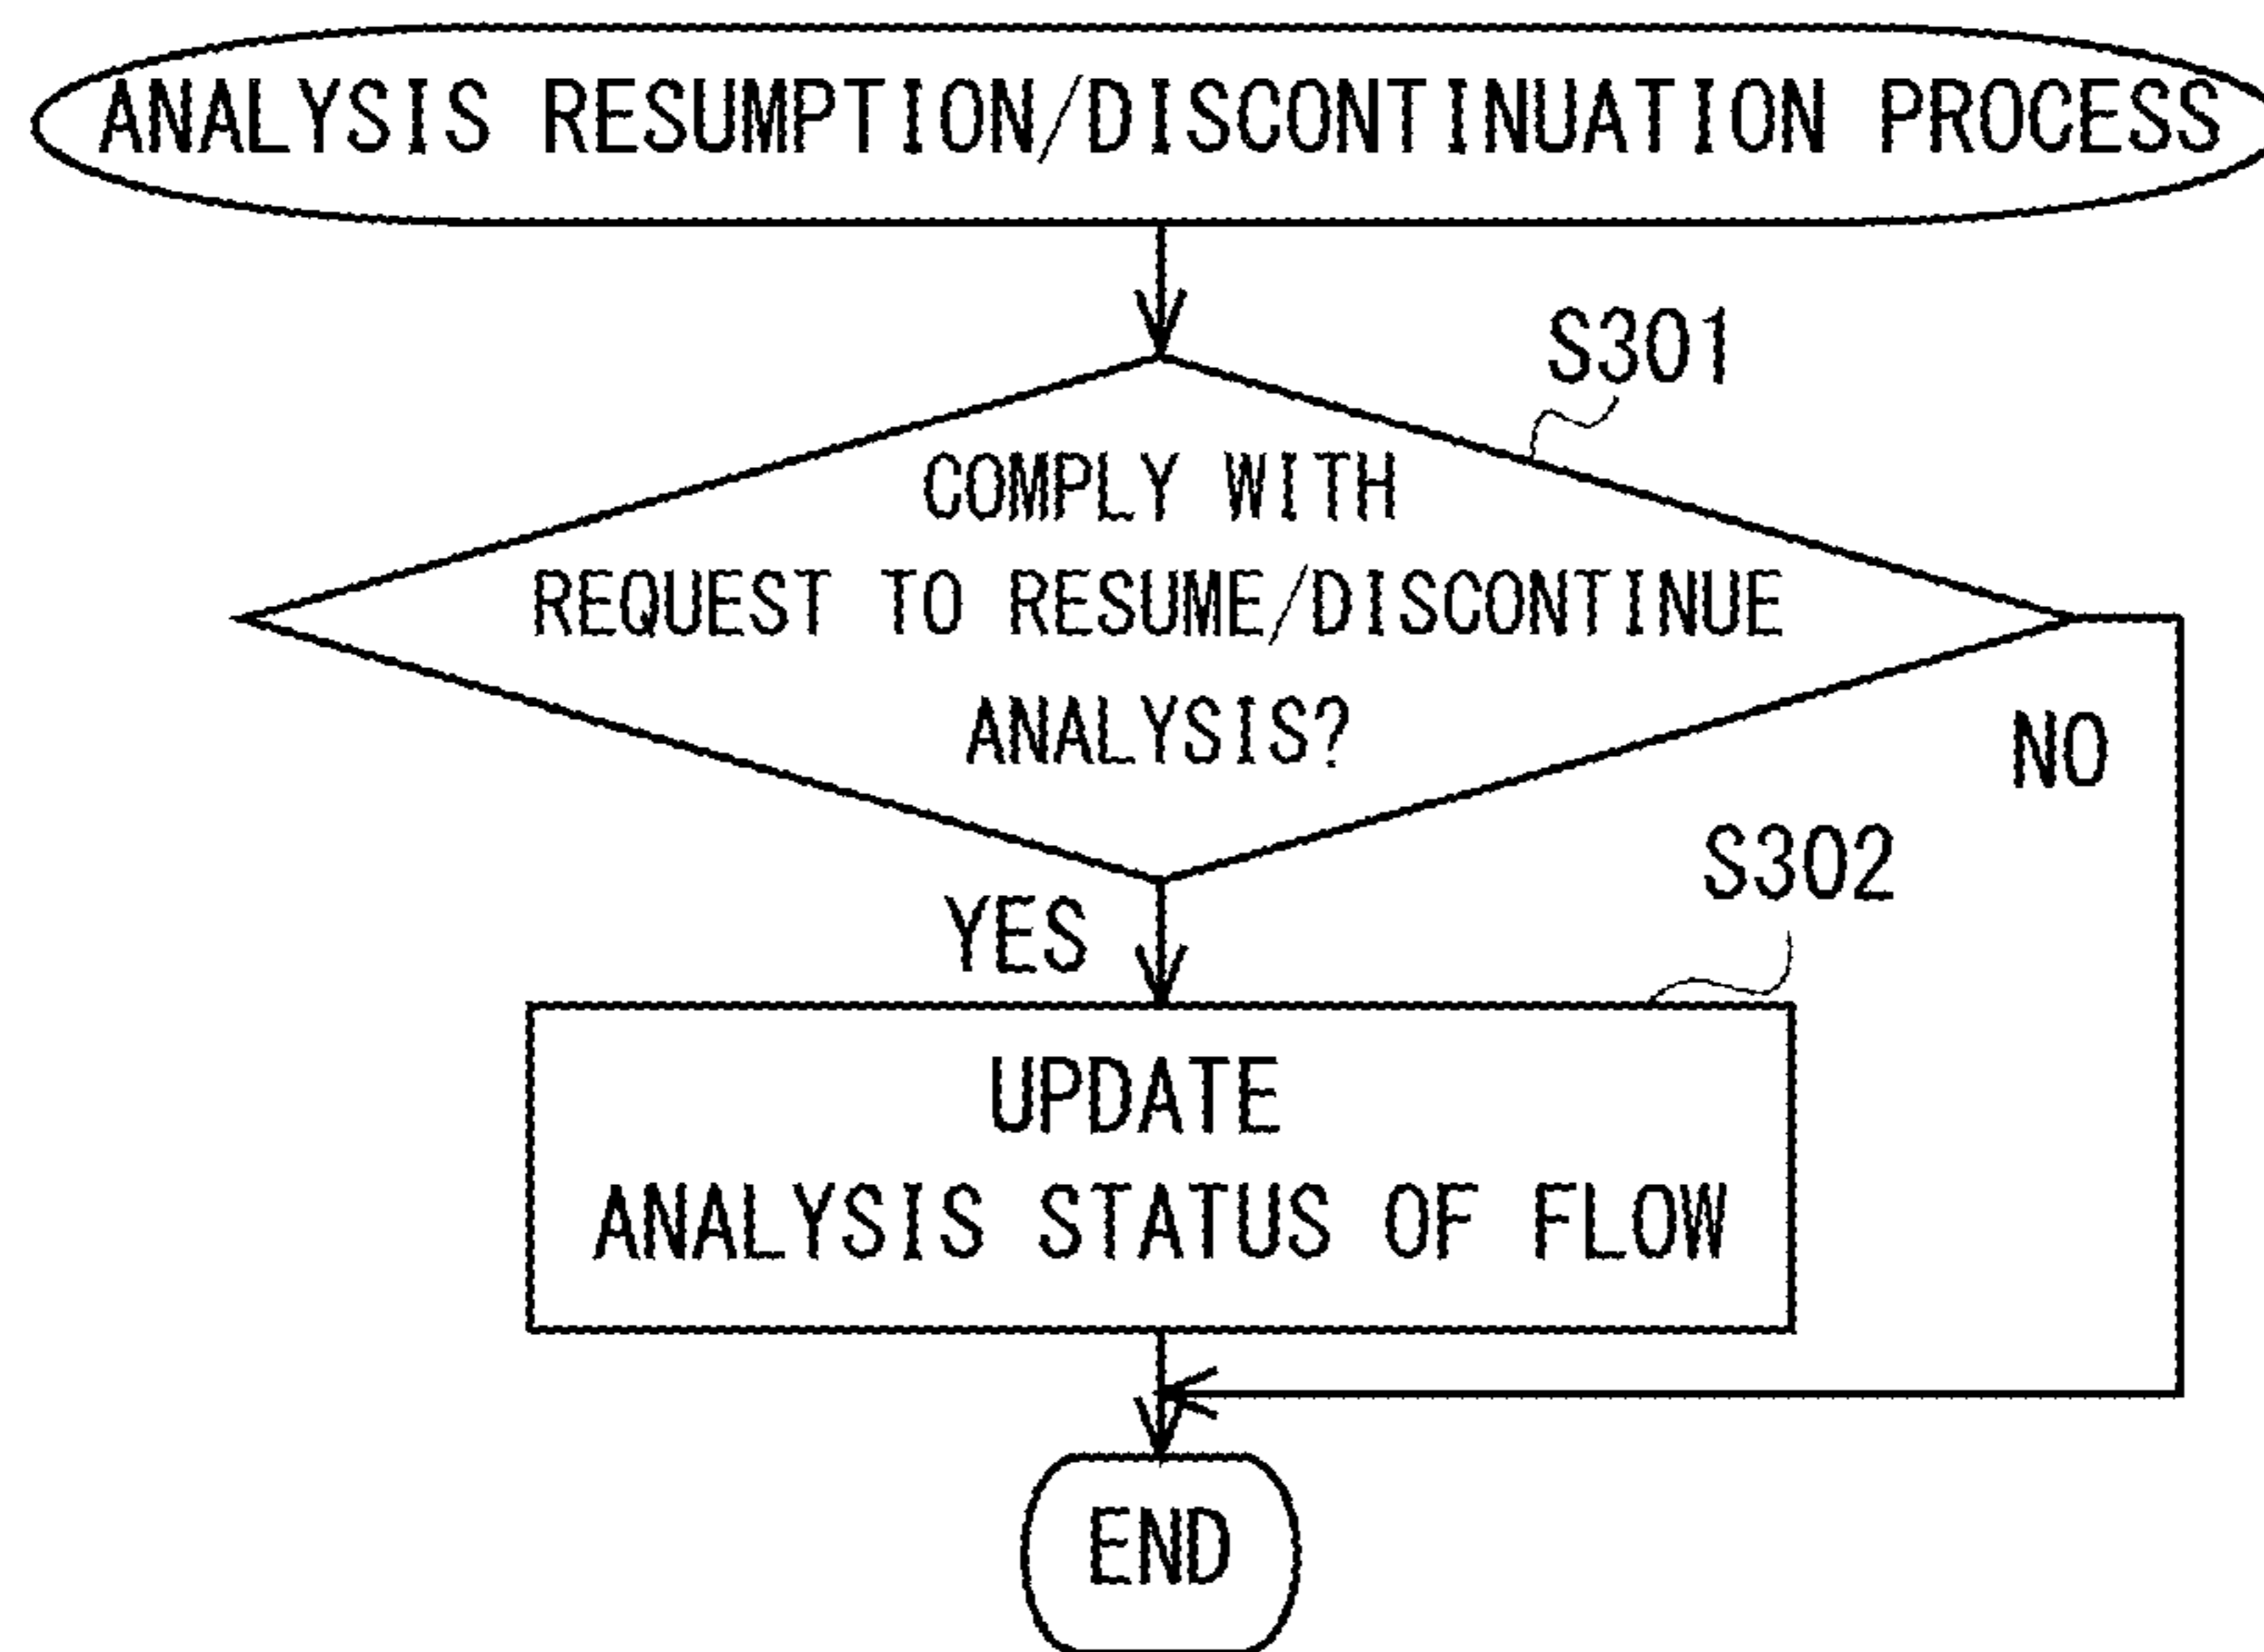 ANALYSIS RESUMPTION/DISCONTINUATION PROCESS
S301
COMPLY WITH
REQUEST TO RESUME/DISCONTINUE
ANALYSIS?
NO
S302
YES
UPDATE
ANALYSIS STATUS OF FLOW
END